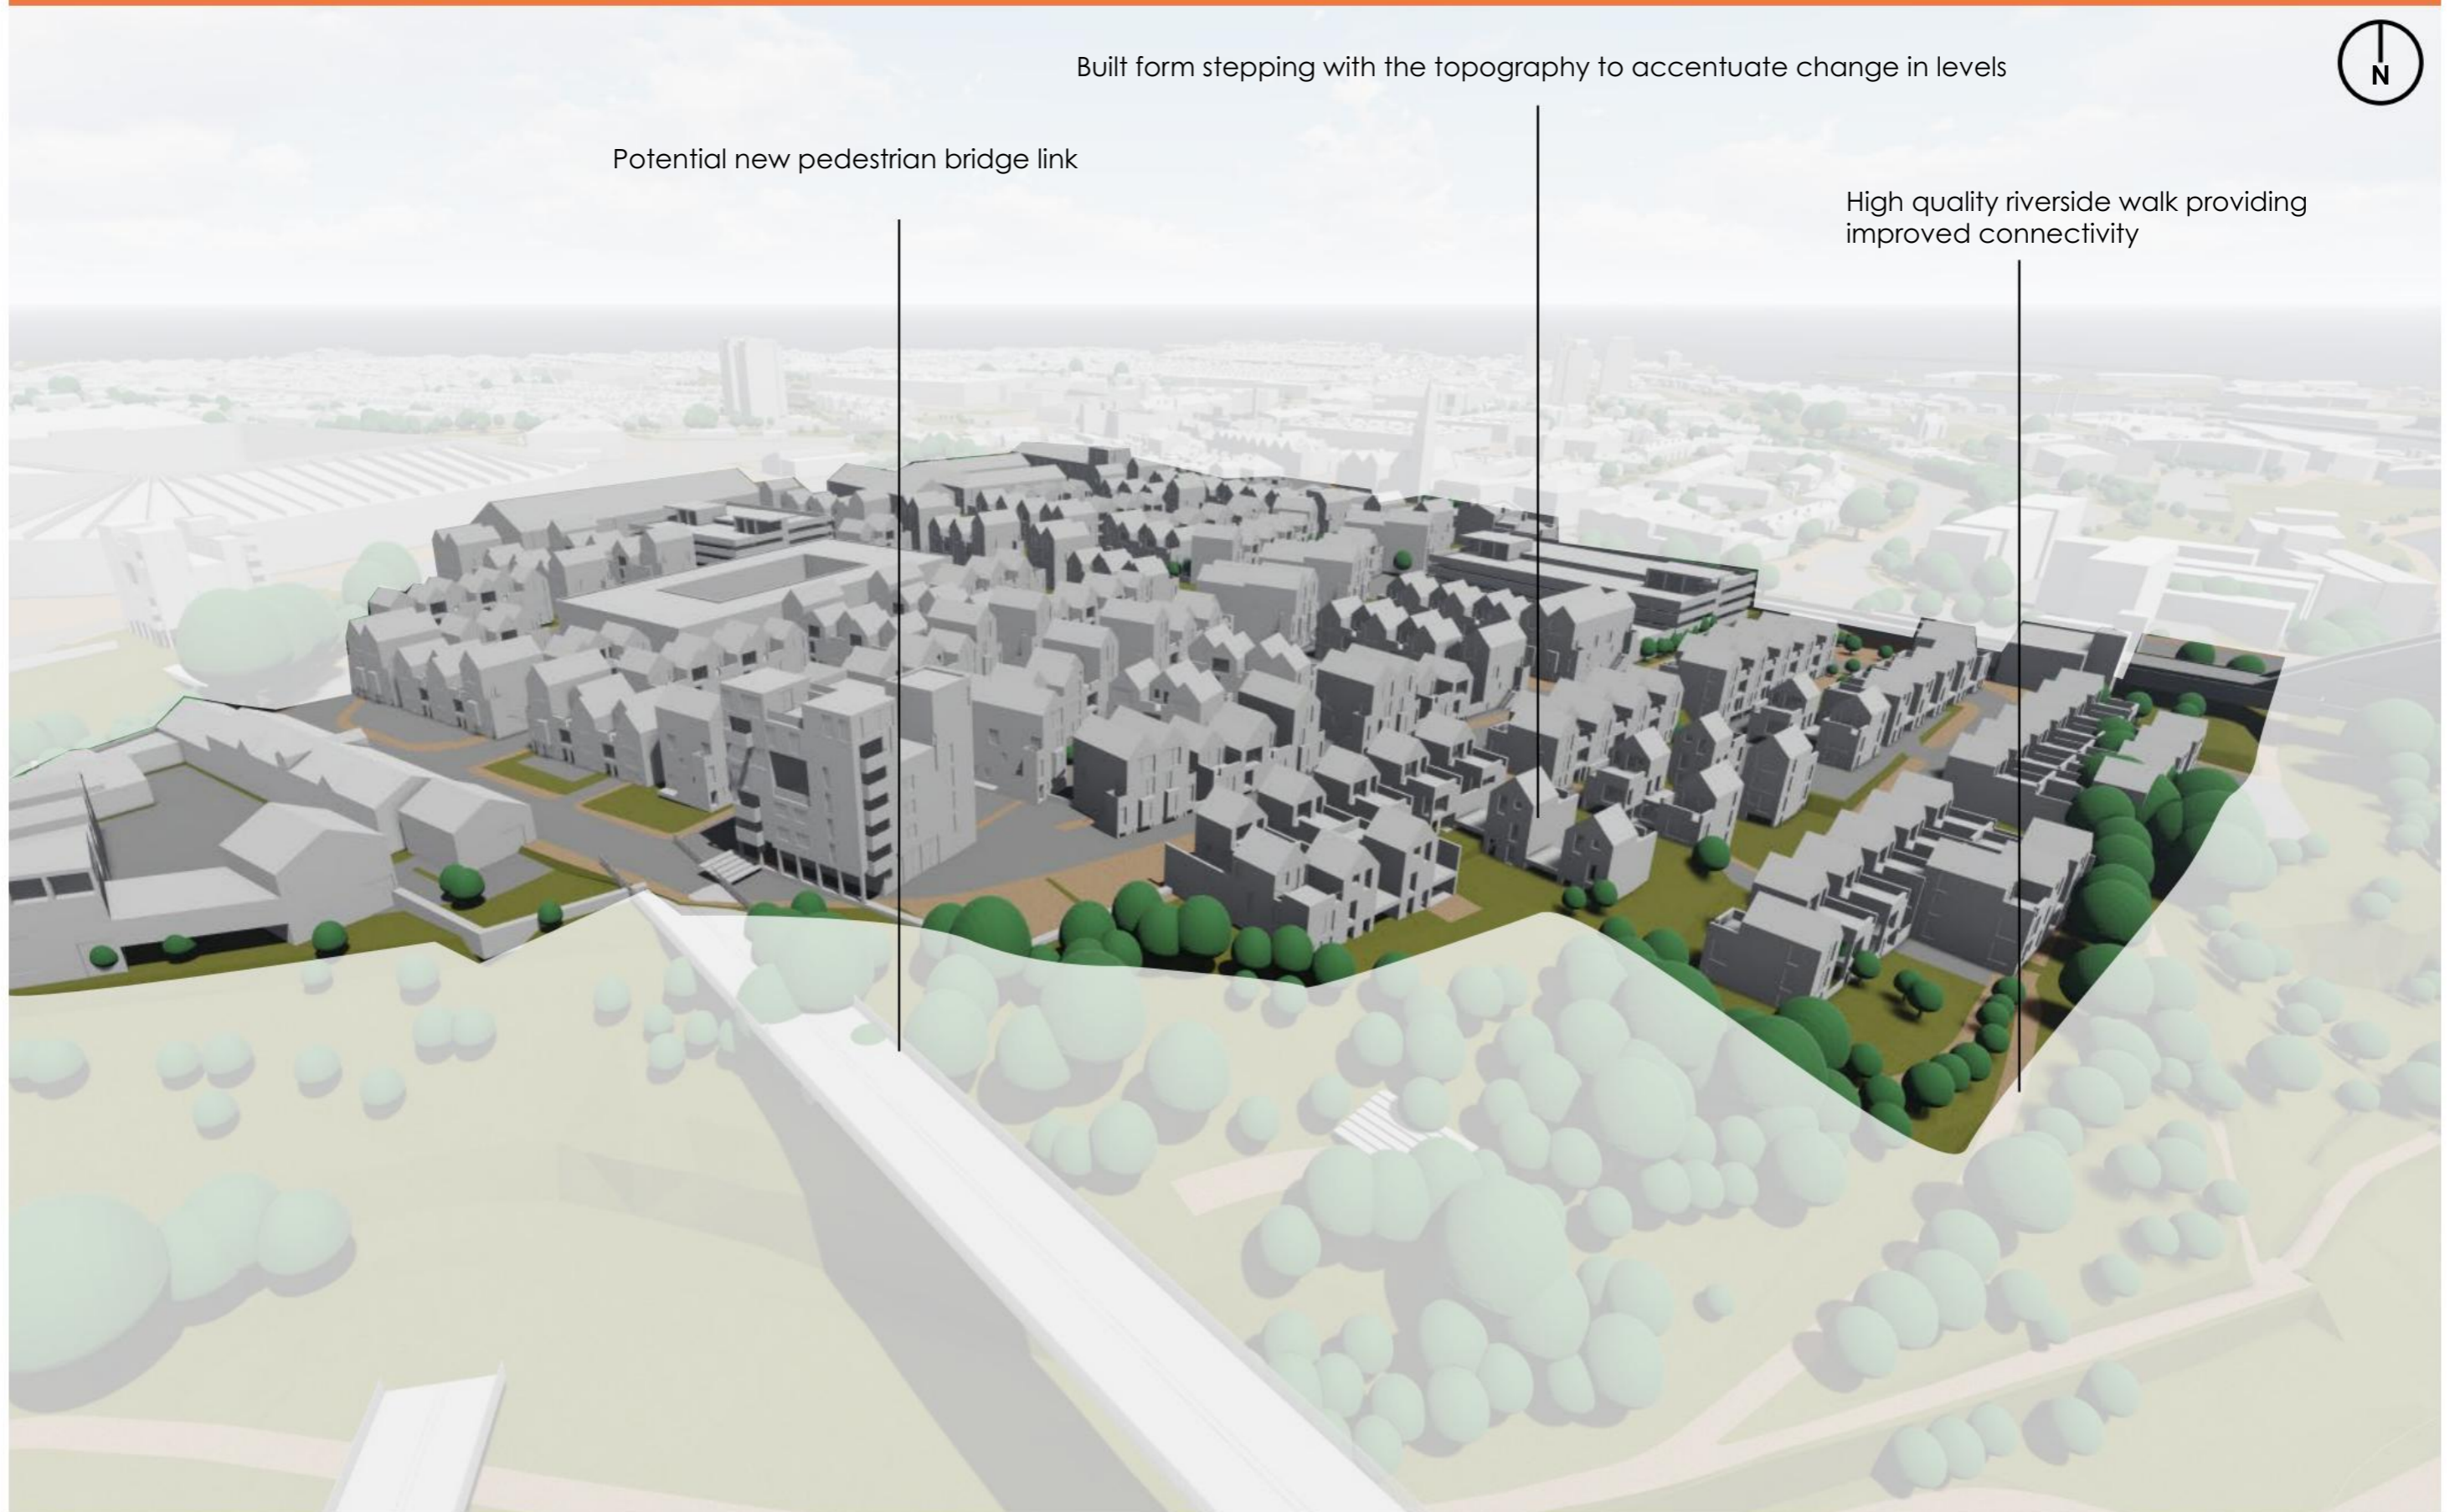 Built form stepping with the topography to accentuate change in levels
N
Potential new pedestrian bridge link
High quality riverside walk providing
improved connectivity